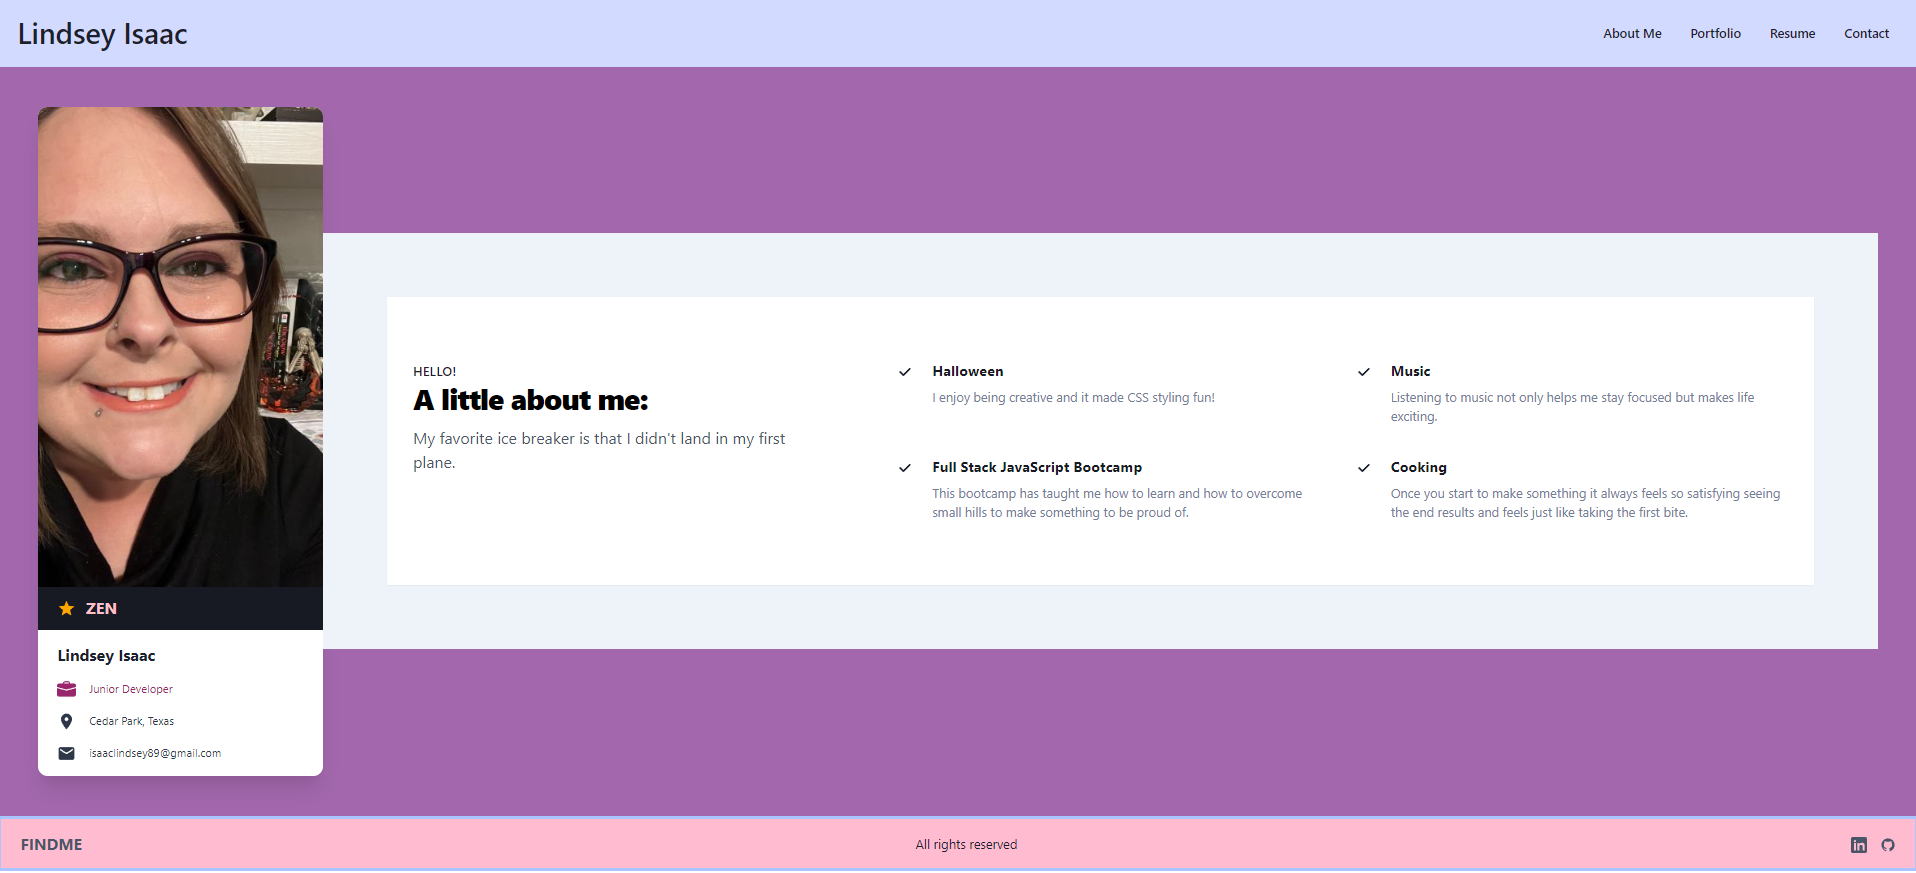 Lindsey Isaac
About Me
Portfolio
Resume
Contact
ZEN
Lindsey Isaac
Junior Developer
Cedar Park, Texas
isaaclindsey89@gmail.com
HELLO!
A little about me:
My favorite ice breaker is that I didn't land in my first
plane.
Halloween
I enjoy being creative and it made CSS styling fun!
Music
Listening to music not only helps me stay focused but makes life
exciting.
Full Stack JavaScript Bootcamp
This bootcamp has taught me how to learn and how to overcome
small hills to make something to be proud of.
Cooking
Once you start to make something it always feels so satisfying seeing
the end results and feels just like taking the first bite.
FINDME
All rights reserved
in